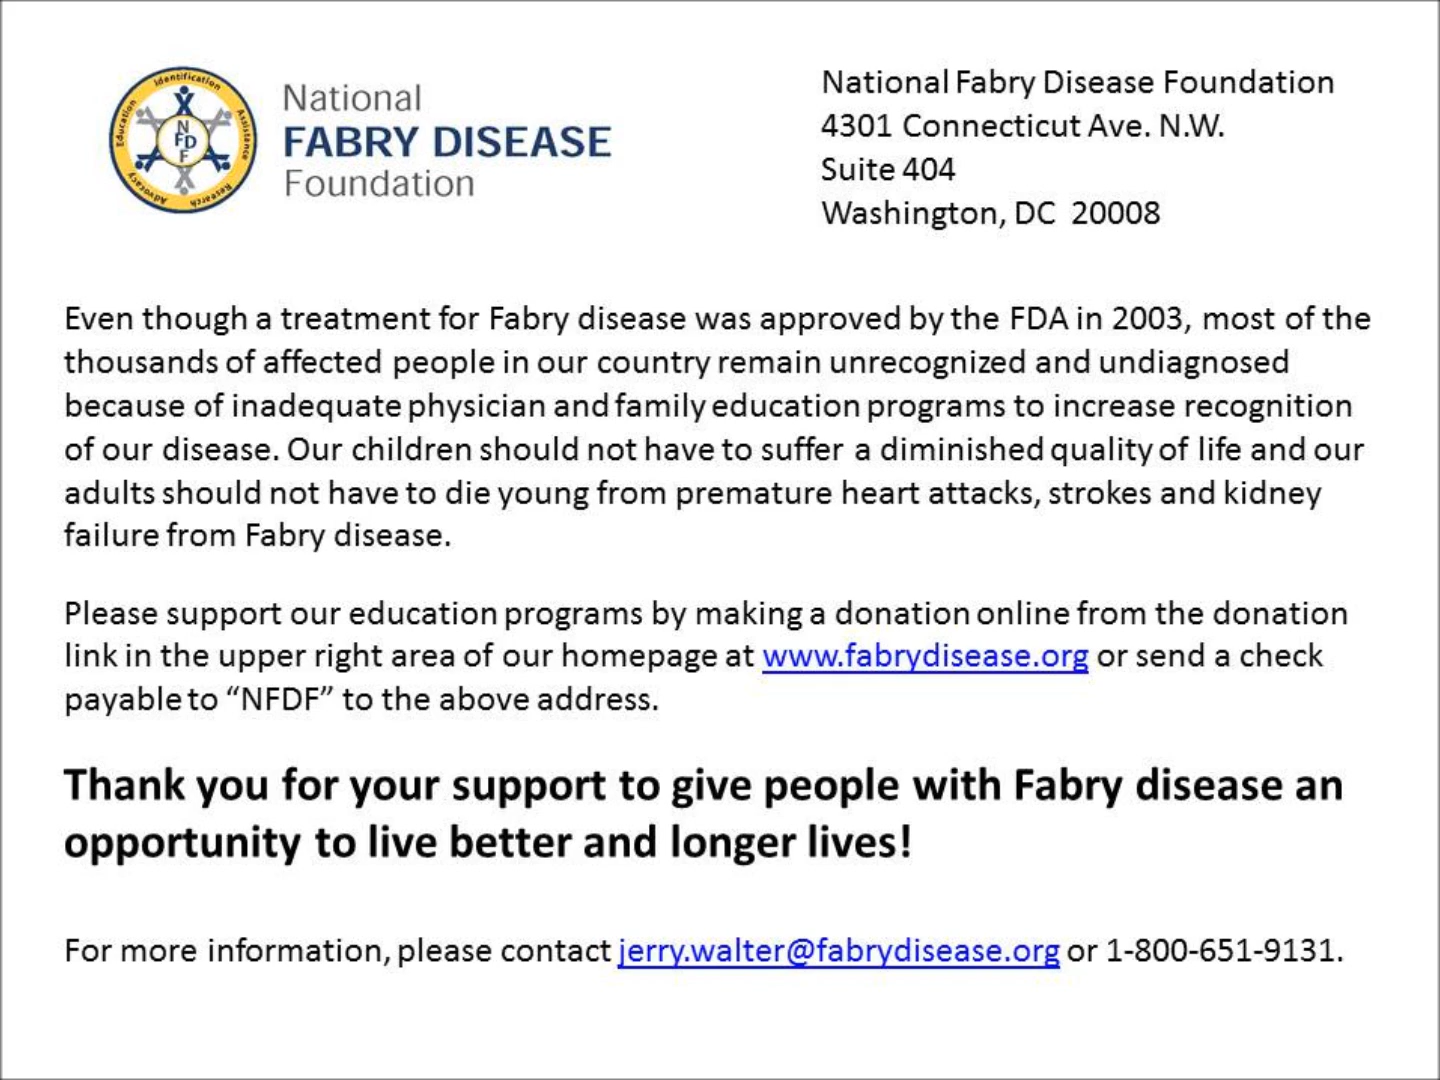 Identification
Education
Assistance
Advocacy
Research
N
FD
F
National
FABRY DISEASE
Foundation
National Fabry Disease Foundation
4301 Connecticut Ave. N.W.
Suite 404
Washington, DC 20008
Even though a treatment for Fabry disease was approved by the FDA in 2003, most of the
thousands of affected people in our country remain unrecognized and undiagnosed
because of inadequate physician and family education programs to increase recognition
of our disease. Our children should not have to suffer a diminished quality of life and our
adults should not have to die young from premature heart attacks, strokes and kidney
failure from Fabry disease.
Please support our education programs by making a donation online from the donation
link in the upper right area of our homepage at www.fabrydisease.org or send a check
payable to “NFDF” to the above address.
Thank you for your support to give people with Fabry disease an
opportunity to live better and longer lives!
For more information, please contact jerry.walter@fabrydisease.org or 1-800-651-9131.